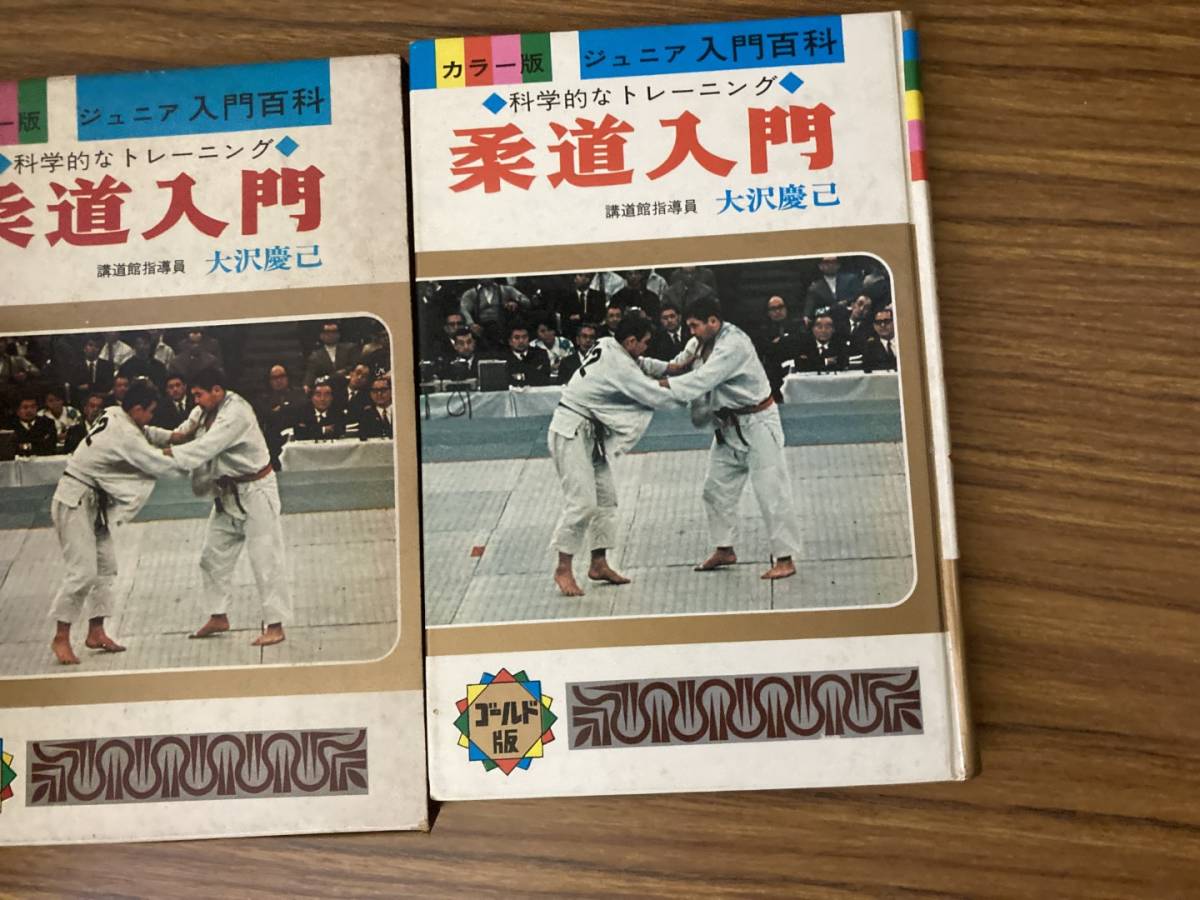 ー版
ジュニア入門百科
◆科学的なトレーニング◆
柔道入門
講道館指導員 大沢慶己
カラー版
ジュニア入門百科
◆科学的なトレーニング◆
柔道入門
講道館指導員 大沢慶己
2
ゴールド
版